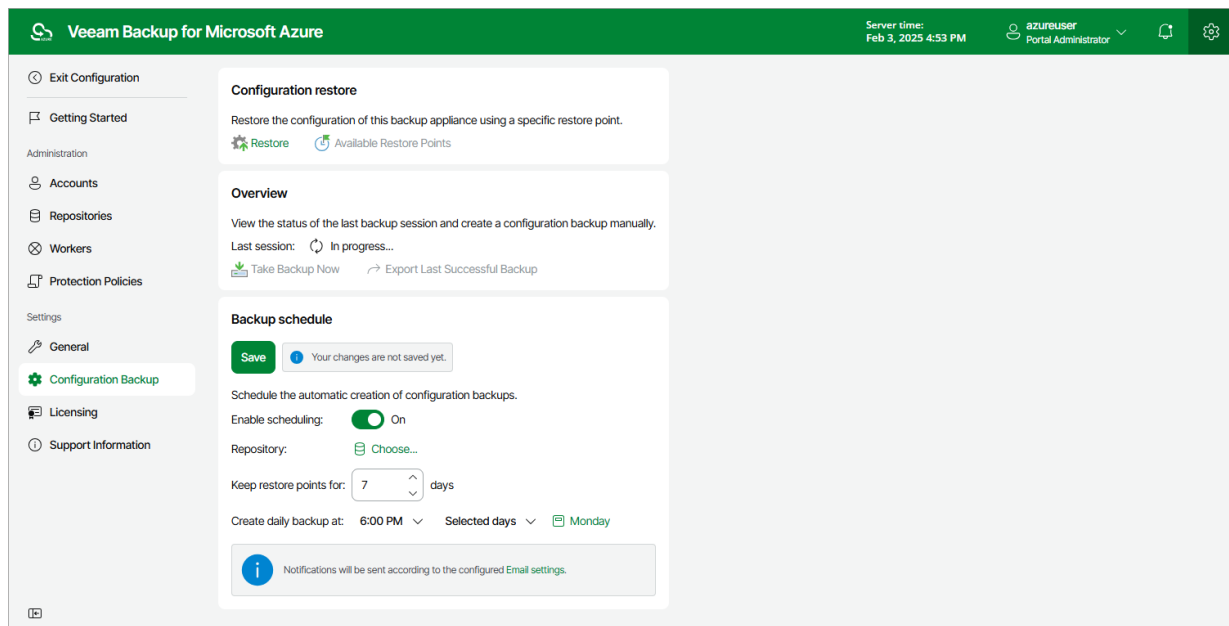 Veeam Backup for Microsoft Azure
Server time:
Feb 3, 2025 4:53 PM
azureuser
Portal Administrator
Exit Configuration
Getting Started
Administration
Accounts
Repositories
Workers
Protection Policies
Settings
General
Configuration Backup
Licensing
Support Information
Configuration restore
Restore the configuration of this backup appliance using a specific restore point.
Restore Available Restore Points
Overview
View the status of the last backup session and create a configuration backup manually.
Last session: In progress...
Take Backup Now Export Last Successful Backup
Backup schedule
Save Your changes are not saved yet.
Schedule the automatic creation of configuration backups.
Enable scheduling: On
Repository: Choose...
Keep restore points for: 7 days
Create daily backup at: 6:00 PM Selected days Monday
Notifications will be sent according to the configured Email settings.